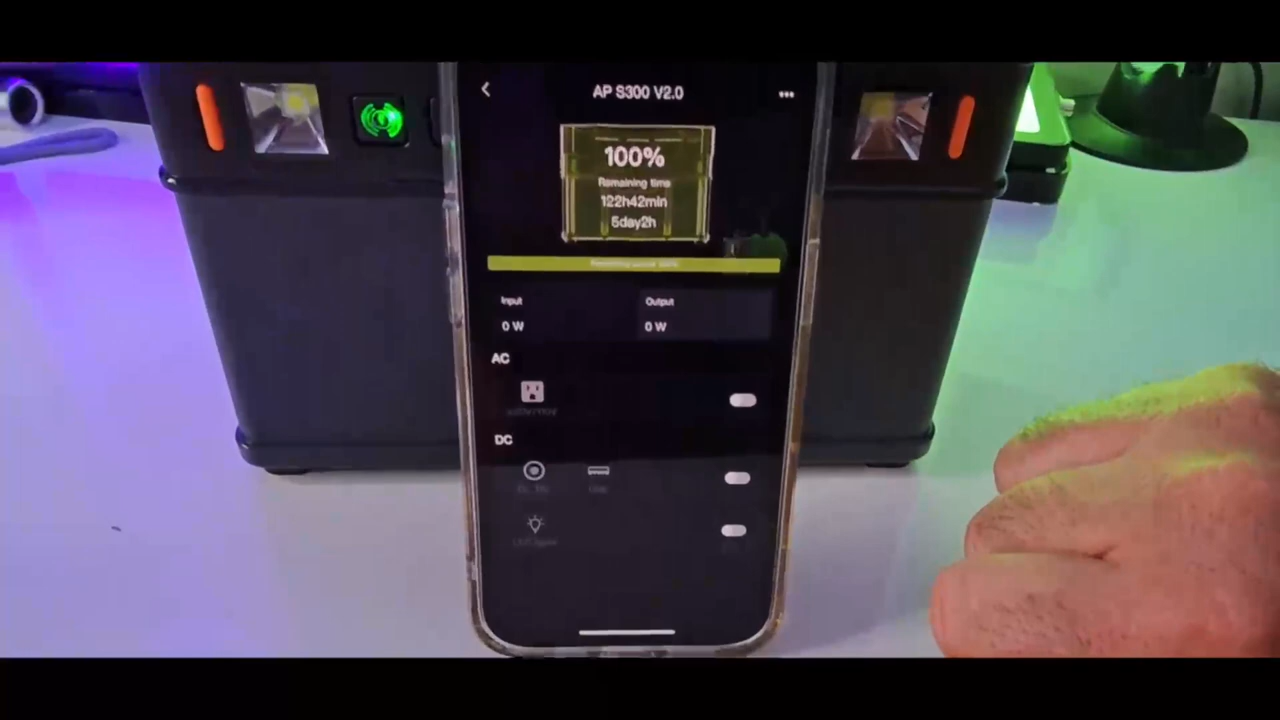 AP S300 V2.0
100%
Remaining time
122h42min
5day2h
Input
Output
0 W
0 W
AC
DC